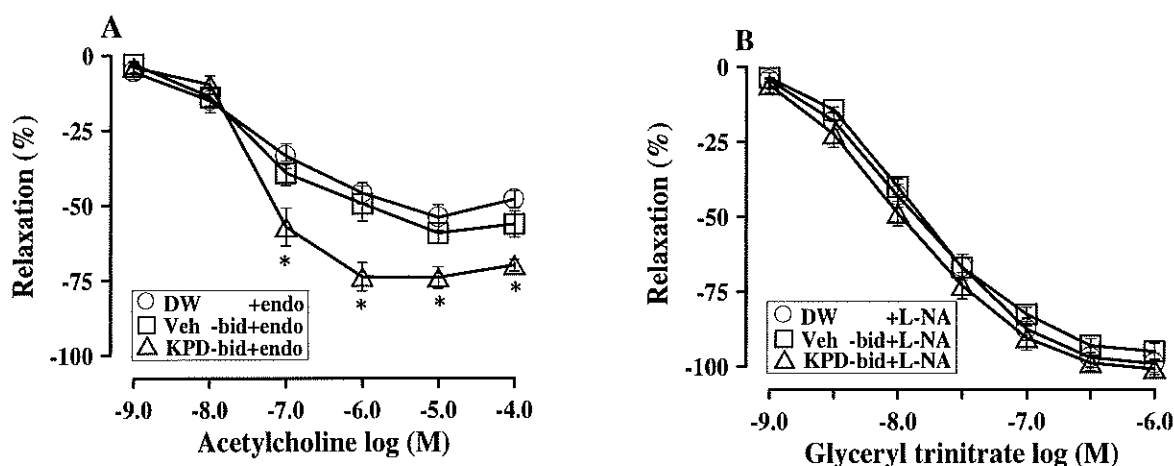 A
0
-25
-50
-75
-100
Relaxation (%)
DW +endo
Veh -bid+endo
KPD-bid+endo
* * * *
-9.0 -8.0 -7.0 -6.0 -5.0 -4.0
Acetylcholine log (M)
B
0
-25
-50
-75
-100
Relaxation (%)
DW +L-NA
Veh -bid+L-NA
KPD-bid+L-NA
-9.0 -8.0 -7.0 -6.0
Glyceryl trinitrate log (M)